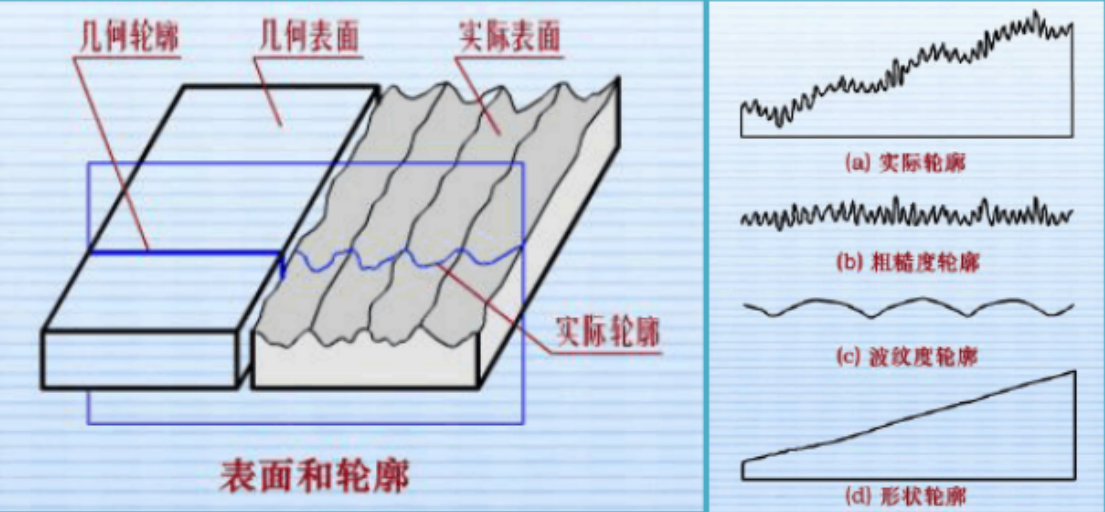 几何轮廓
几何表面
实际表面
实际轮廓
表面和轮廓
(a) 实际轮廓
(b) 粗糙度轮廓
(c) 波纹度轮廓
(d) 形状轮廓